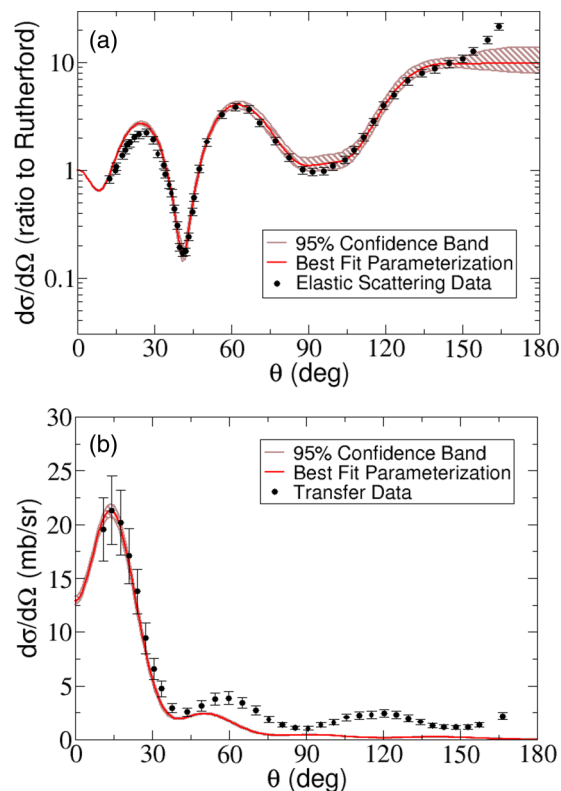 (a)
10
1
0.1
dσ/dΩ (ratio to Rutherford)
95% Confidence Band
Best Fit Parameterization
Elastic Scattering Data
0 30 60 90 120 150 180
θ (deg)
(b)
30
25
20
15
10
5
0
dσ/dΩ (mb/sr)
95% Confidence Band
Best Fit Parameterization
Transfer Data
0 30 60 90 120 150 180
θ (deg)